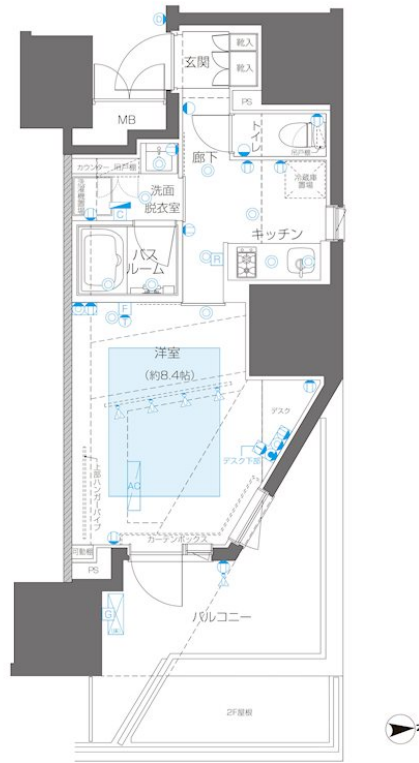 D
玄関
靴入
靴入
PS
MB
トイレ
吊戸棚
廊下
カウンター
吊戸棚
洗面
脱衣室
C
冷蔵庫
置場
キッチン
バス
ルーム
R
F
T
洋室
(約8.4帖)
デスク
デスク下部
AC
上部ハンガーパイプ
カーテンボックス
可動棚
PS
G
バルコニー
2F屋根